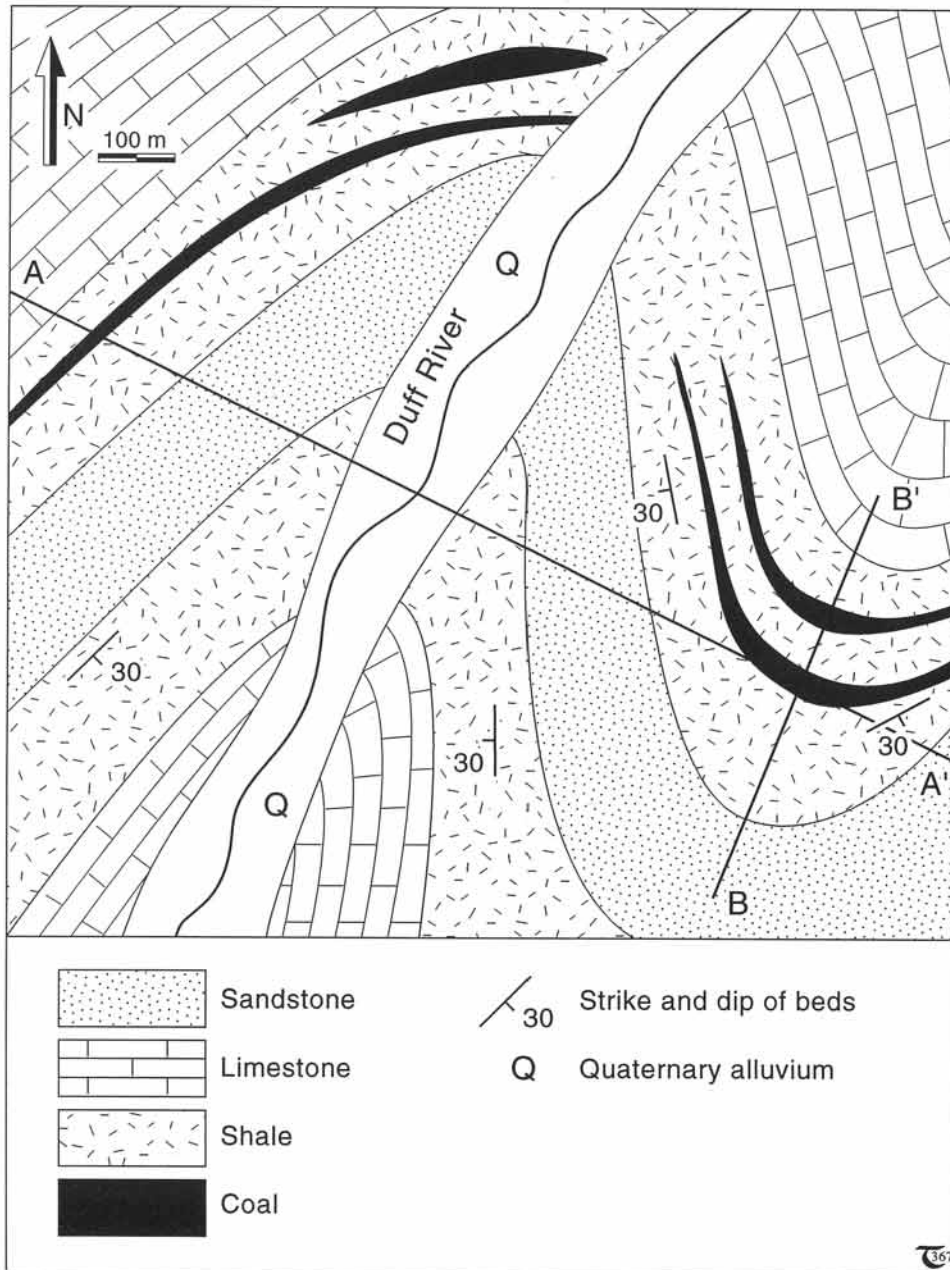 N
100 m
A
Q
Duff River
30
B'
30
30
30
A'
Q
B
Sandstone
30
Strike and dip of beds
Limestone
Q
Quaternary alluvium
Shale
Coal
367